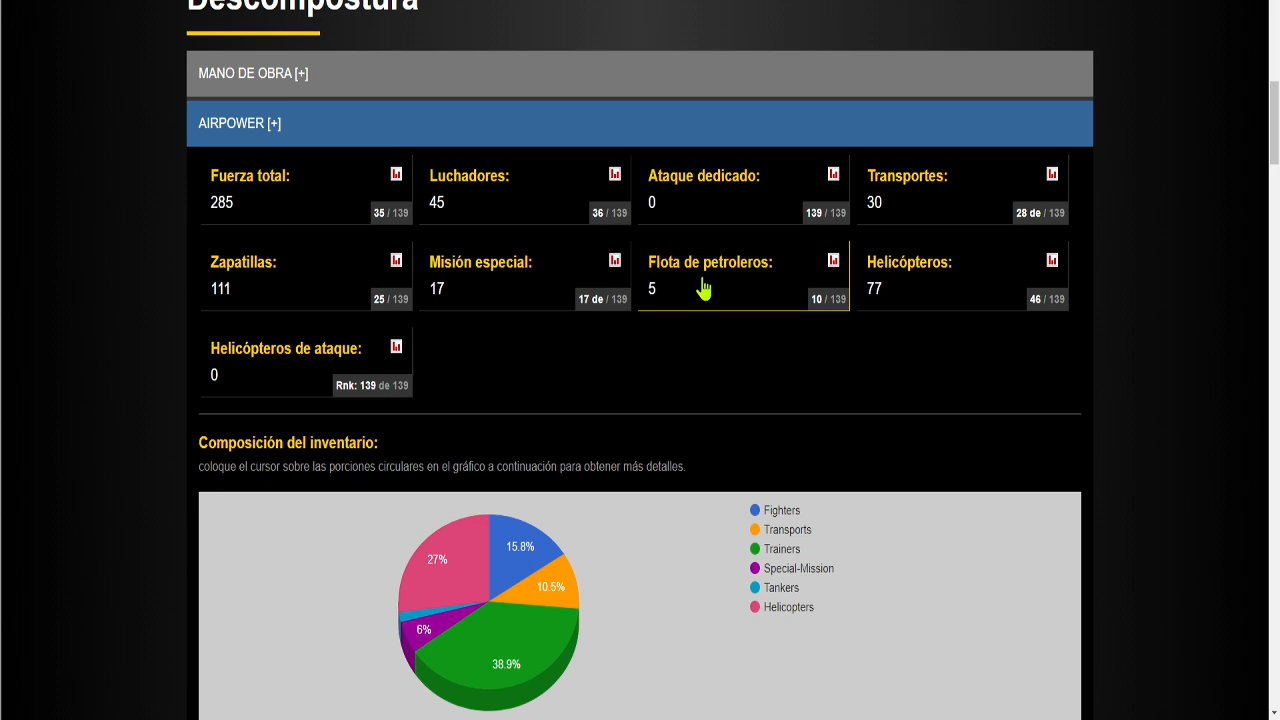 Descompostura
MANO DE OBRA [+]
AIRPOWER [+]
Fuerza total:
285
35 / 139
Luchadores:
45
36 / 139
Ataque dedicado:
0
139 / 139
Transportes:
30
28 de / 139
Zapatillas:
111
25 / 139
Misión especial:
17
17 de / 139
Flota de petroleros:
5
10 / 139
Helicópteros:
77
46 / 139
Helicópteros de ataque:
0
Rnk: 139 de 139
Composición del inventario:
coloque el cursor sobre las porciones circulares en el gráfico a continuación para obtener más detalles.
27%
15.8%
10.5%
6%
38.9%
Fighters
Transports
Trainers
Special-Mission
Tankers
Helicopters